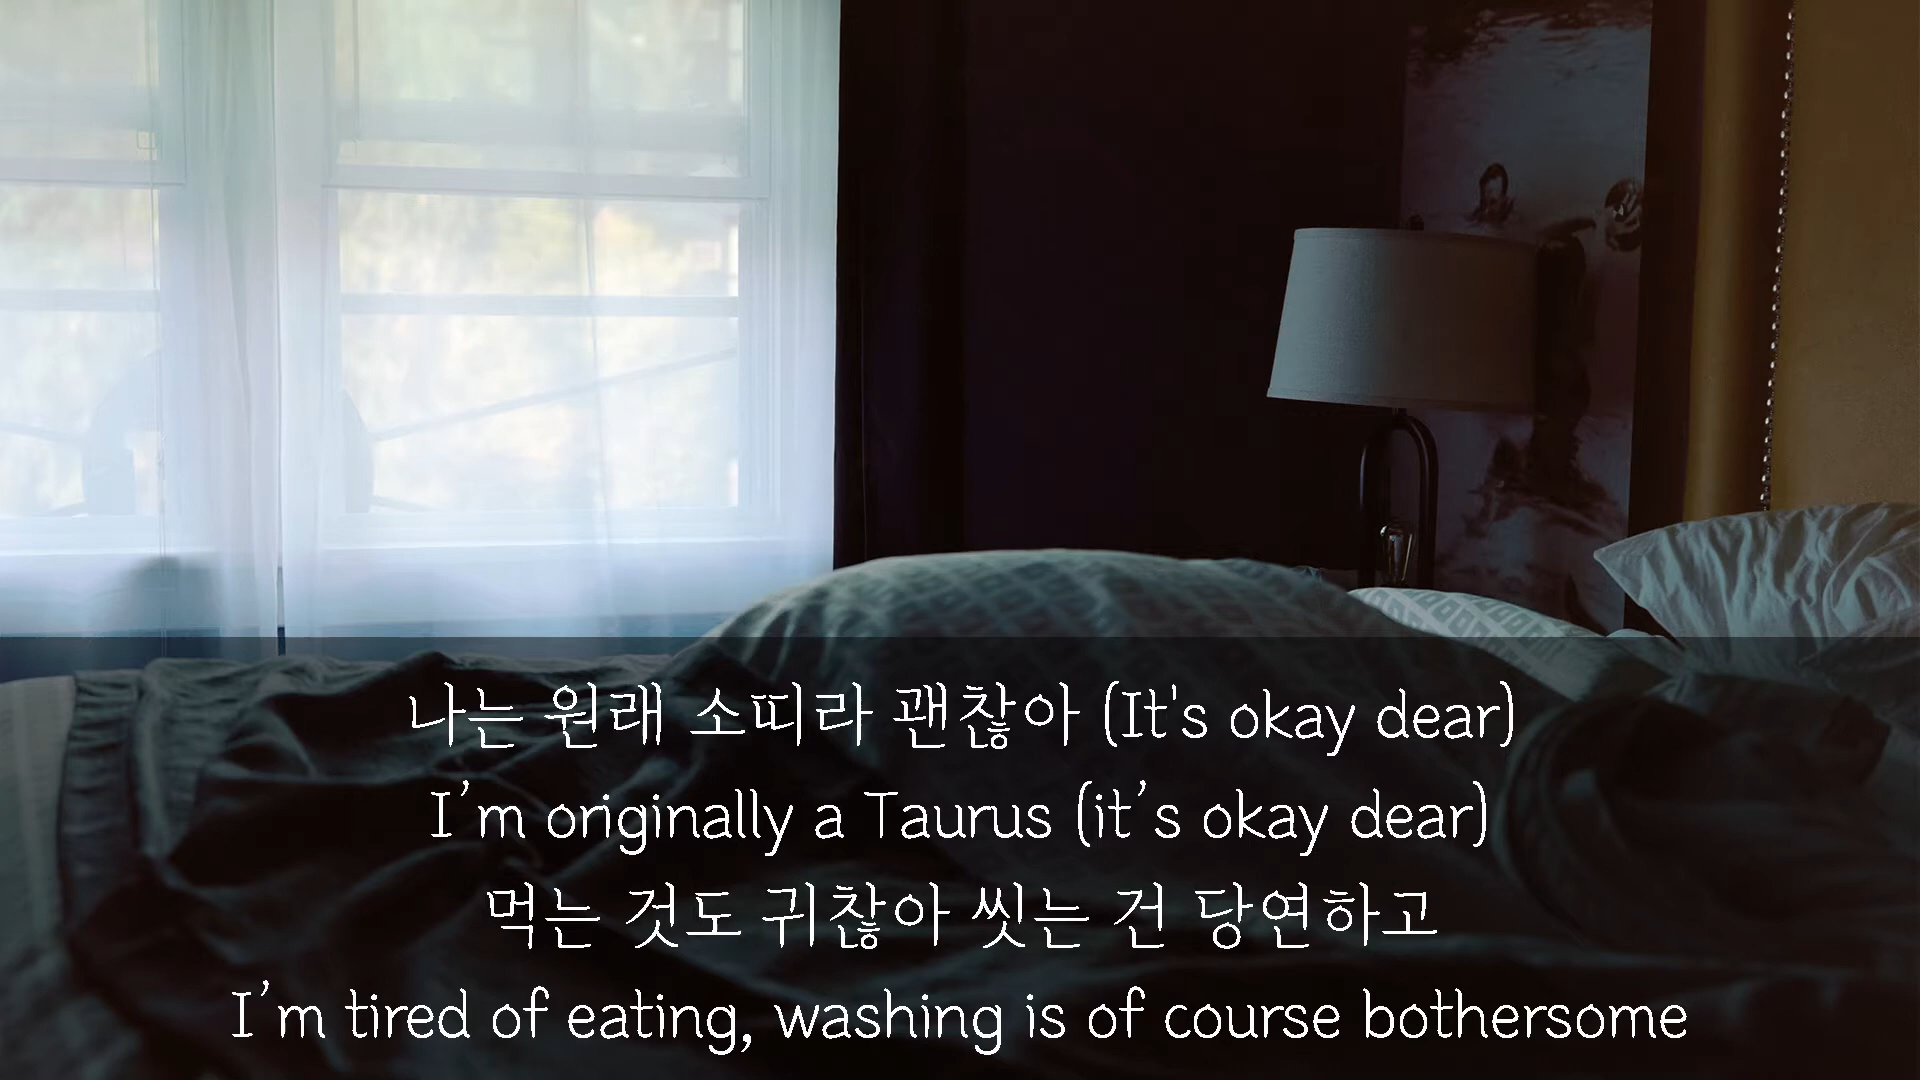 나는 원래 소띠라 괜찮아 (It's okay dear)
I’m originally a Taurus (it’s okay dear)
먹는 것도 귀찮아 씻는 건 당연하고
I’m tired of eating, washing is of course bothersome